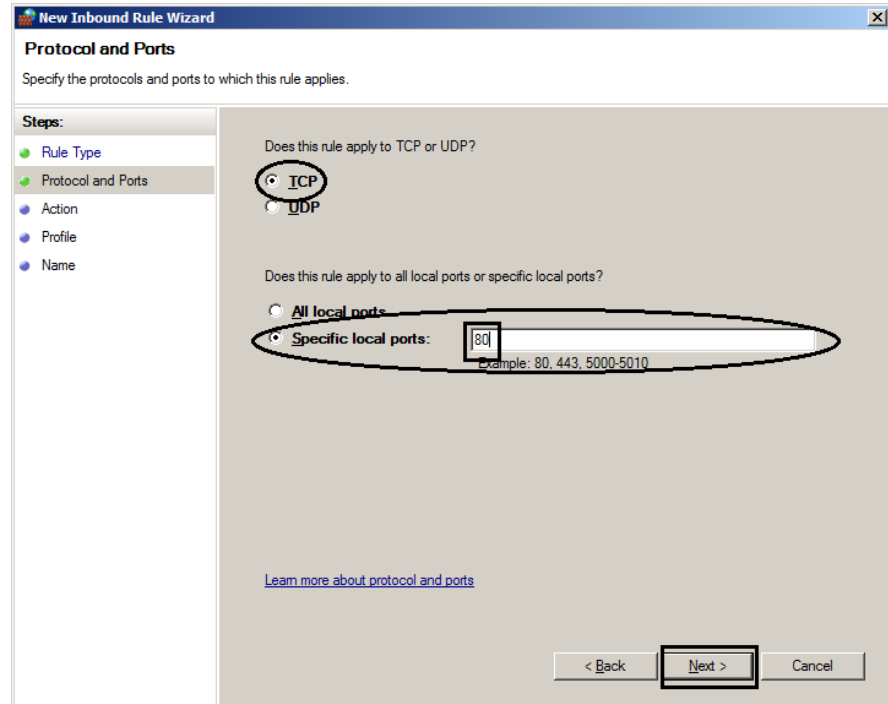 New Inbound Rule Wizard
Protocol and Ports
Specify the protocols and ports to which this rule applies.
Steps:
Rule Type
Protocol and Ports
Action
Profile
Name
Does this rule apply to TCP or UDP?
TCP
UDP
Does this rule apply to all local ports or specific local ports?
All local ports
Specific local ports: 80
Example: 80, 443, 5000-5010
Learn more about protocol and ports
< Back Next > Cancel